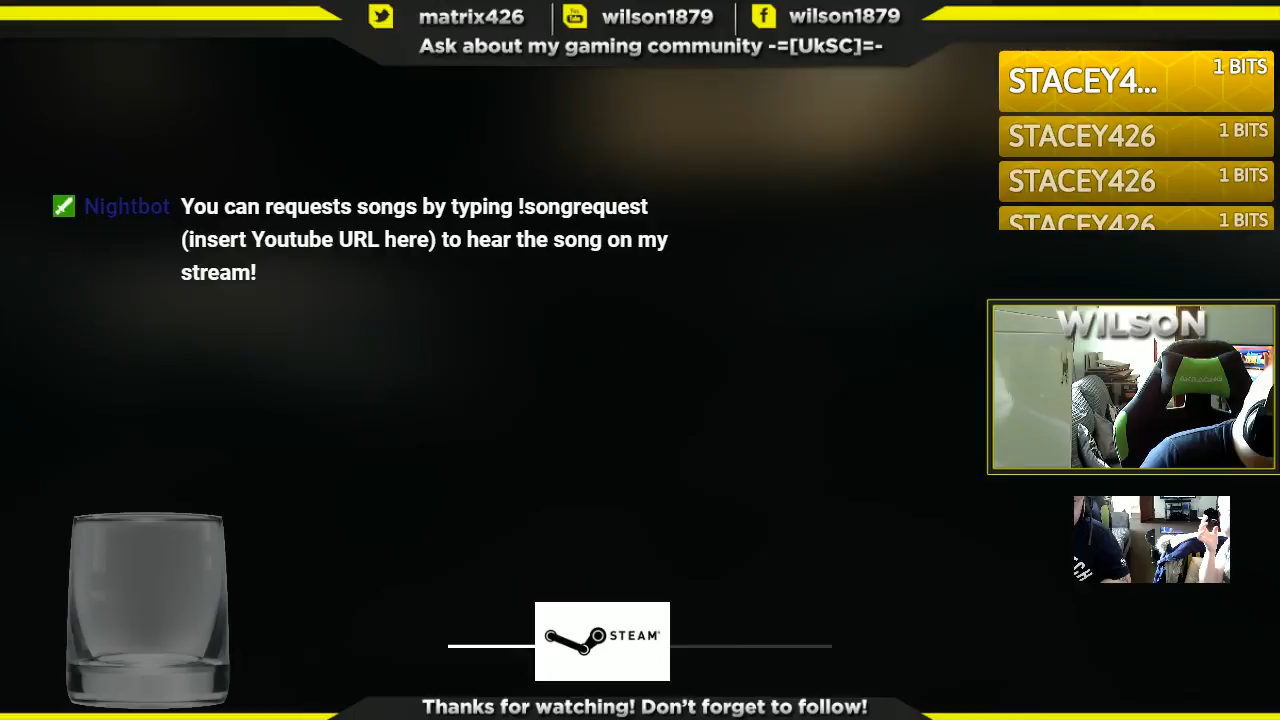 matrix426
wilson1879
wilson1879
Ask about my gaming community -=[UkSC]=-
STACEY4...
1 BITS
STACEY426
1 BITS
STACEY426
1 BITS
STACEY426
1 BITS
Nightbot You can requests songs by typing !songrequest
(insert Youtube URL here) to hear the song on my
stream!
WILSON
STEAM
Thanks for watching! Don't forget to follow!